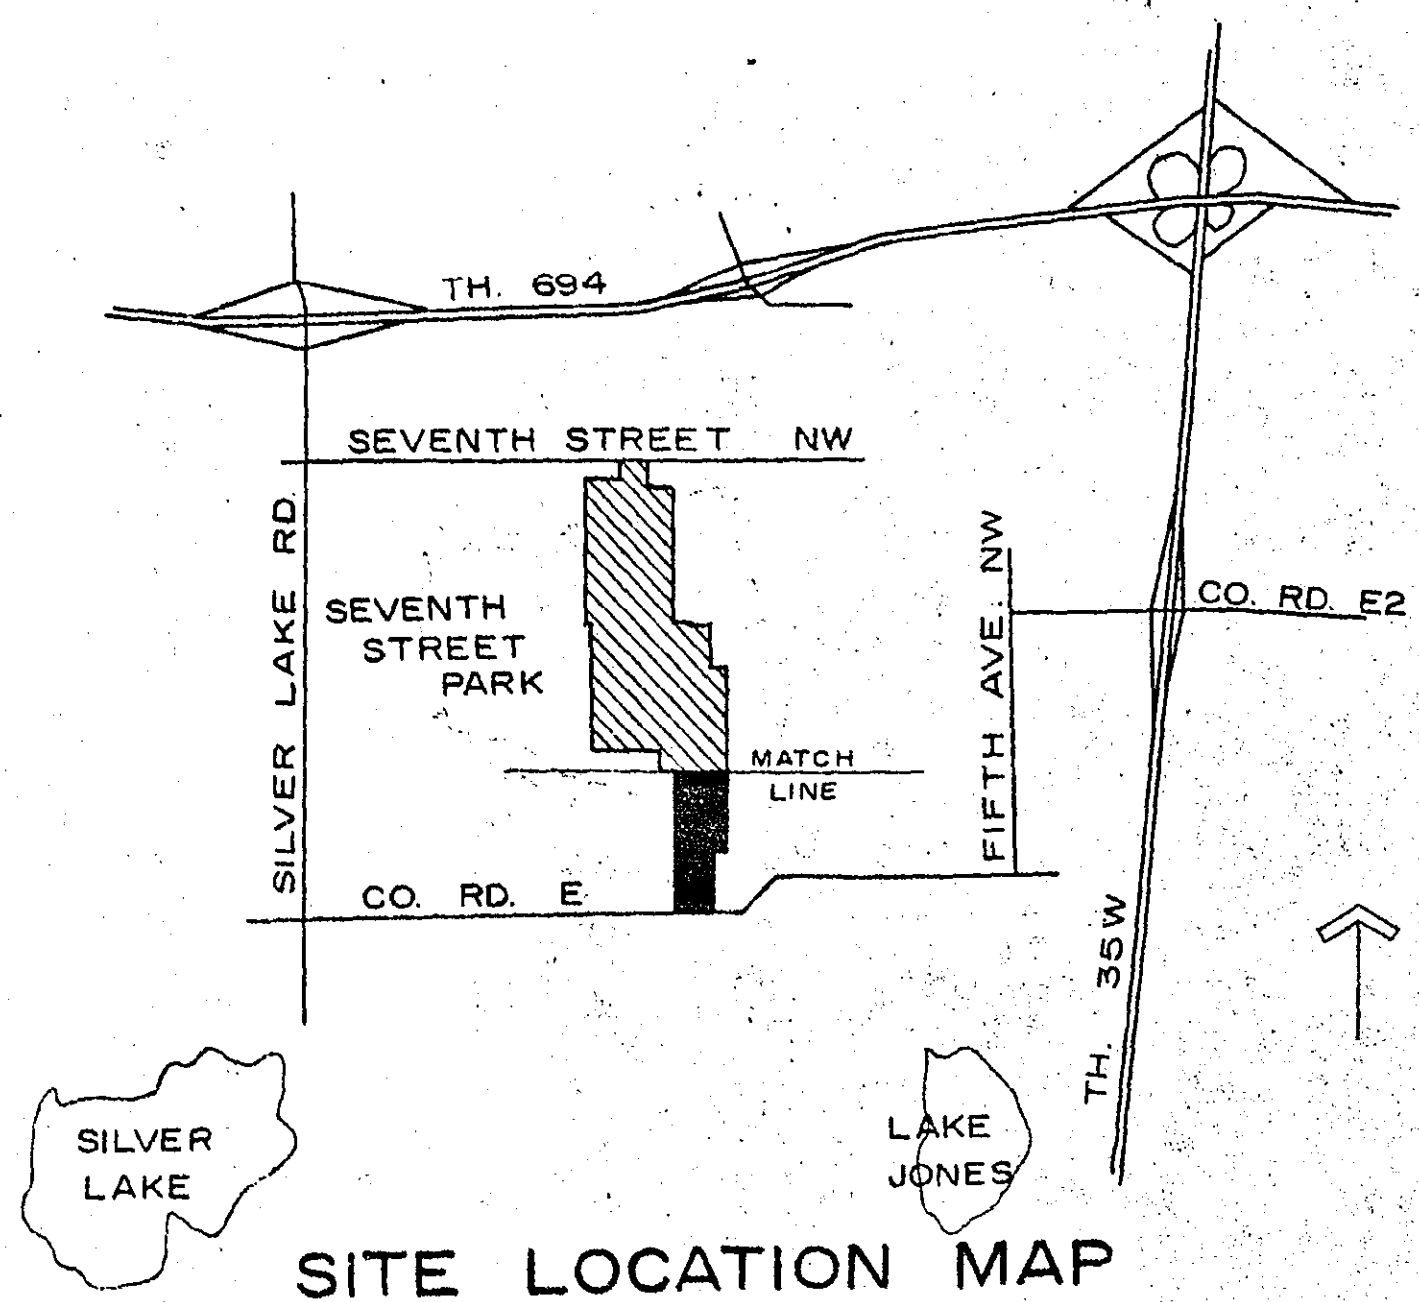 TH. 694
SEVENTH STREET NW
SILVER LAKE RD.
SEVENTH
STREET
PARK
FIFTH AVE. NW
CO. RD. E2
MATCH
LINE
CO. RD. E
TH. 35W
SILVER
LAKE
LAKE
JONES
SITE LOCATION MAP